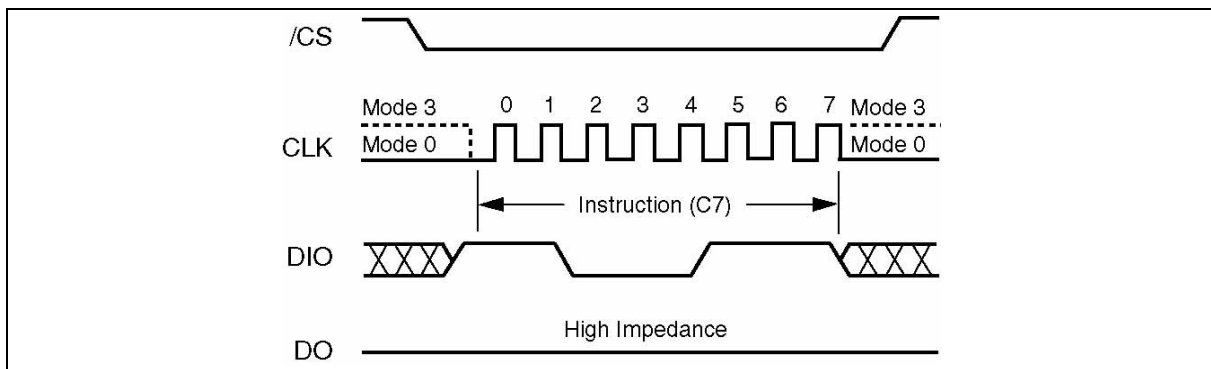 /CS
Mode 3 0 1 2 3 4 5 6 7 Mode 3
CLK Mode 0 Mode 0
Instruction (C7)
DIO
High Impedance
DO